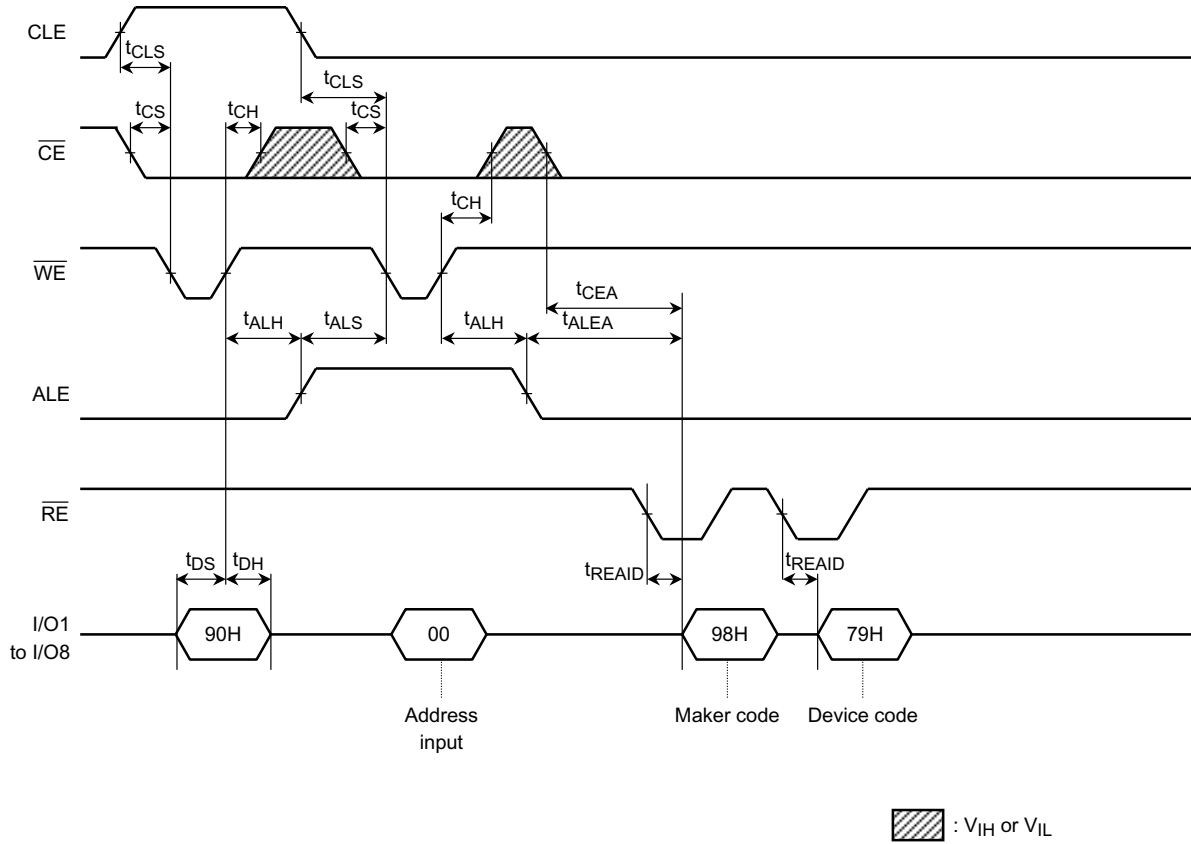 CLE
tCLS
tCLS
tCS
tCH
tCS
CE
tCH
WE
tCEA
tALH
tALS
tALH
tALEA
ALE
RE
tDS
tDH
tREAID
tREAID
I/O1
to I/O8
90H
00
98H
79H
Address
input
Maker code
Device code
: VIH or VIL